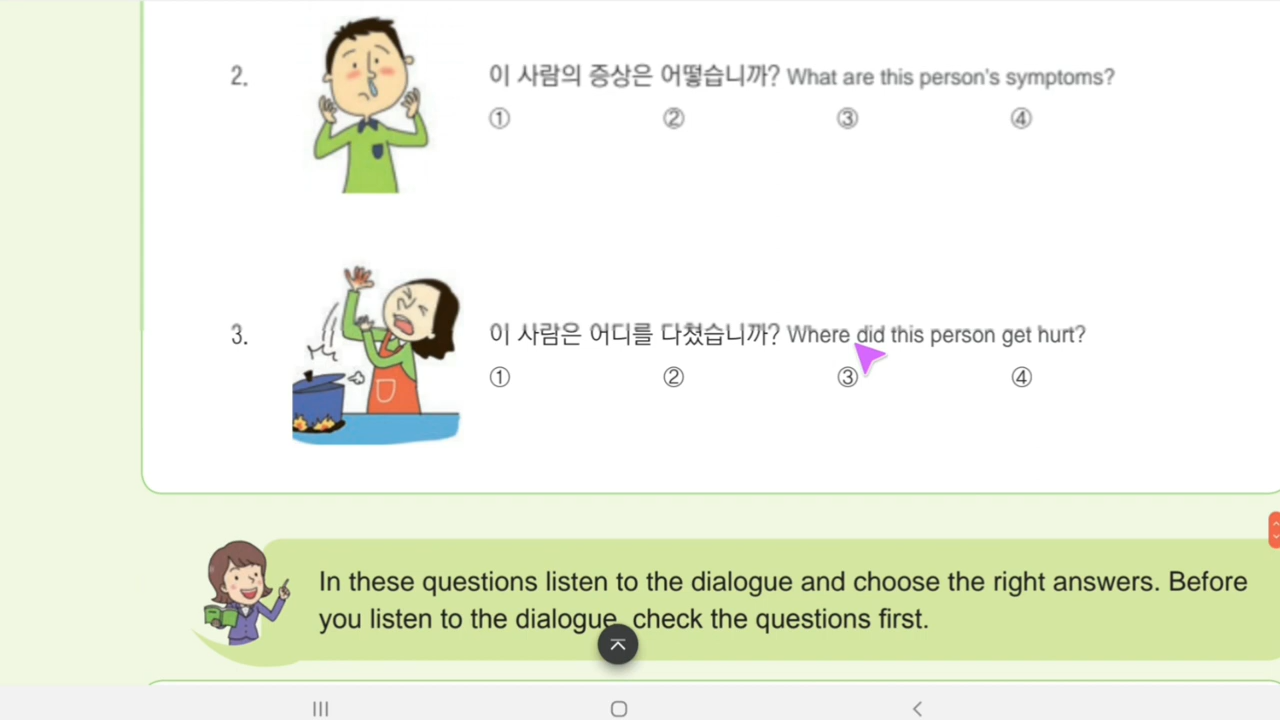 2.
이 사람의 증상은 어떻습니까? What are this person's symptoms?
① ② ③ ④
3.
이 사람은 어디를 다쳤습니까? Where did this person get hurt?
① ② ③ ④
In these questions listen to the dialogue and choose the right answers. Before
you listen to the dialogue, check the questions first.